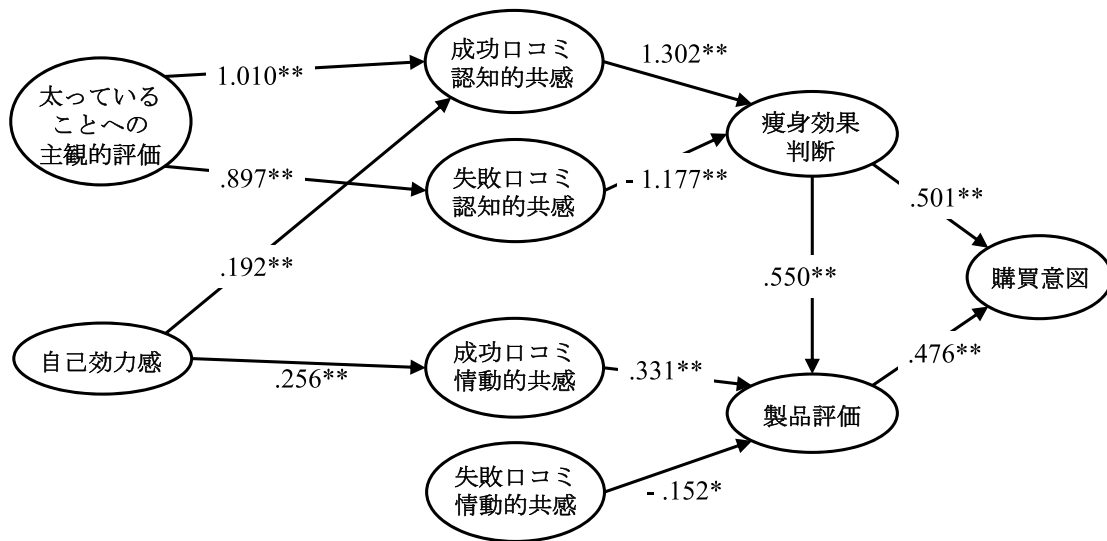 太っている
ことへの
主観的評価
1.010**
.897**
成功口コミ
認知的共感
失敗口コミ
認知的共感
1.302**
- 1.177**
痩身効果
判断
.501**
.192**
.550**
購買意図
自己効力感
.256**
成功口コミ
情動的共感
.331**
.476**
製品評価
失敗口コミ
情動的共感
- .152*